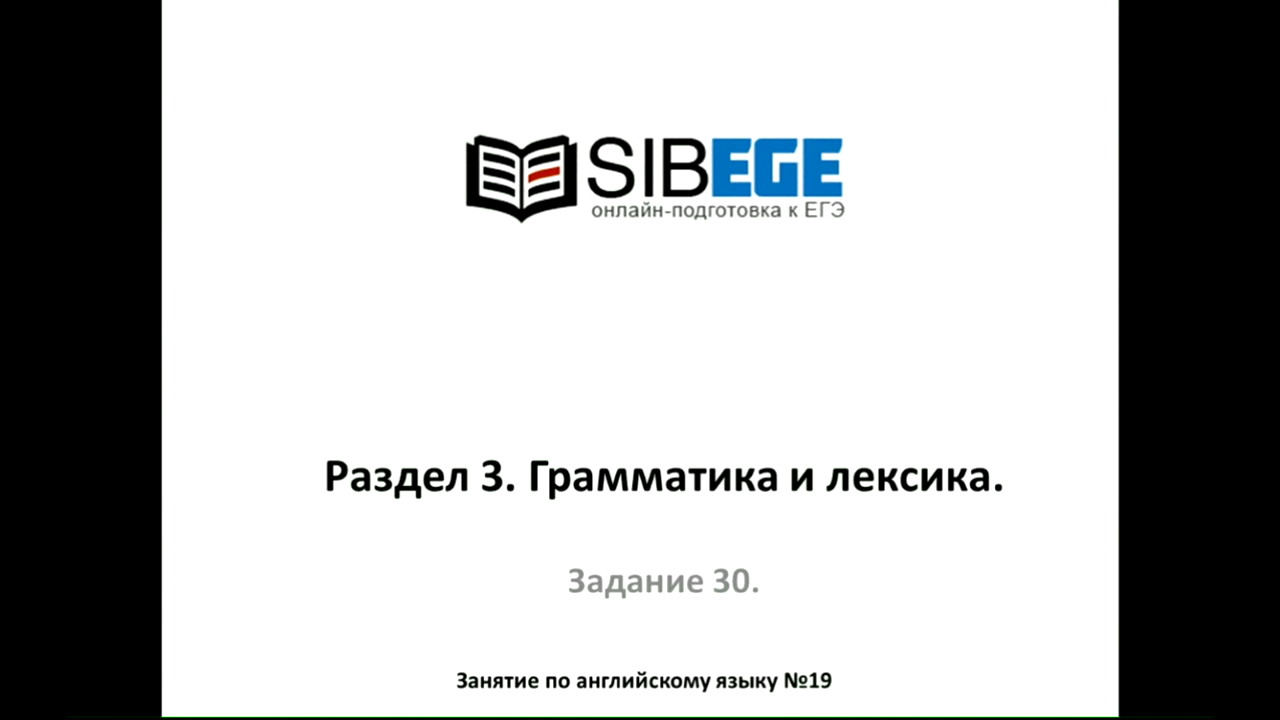 SIBEGE
онлайн-подготовка к ЕГЭ
Раздел 3. Грамматика и лексика.
Задание 30.
Занятие по английскому языку №19